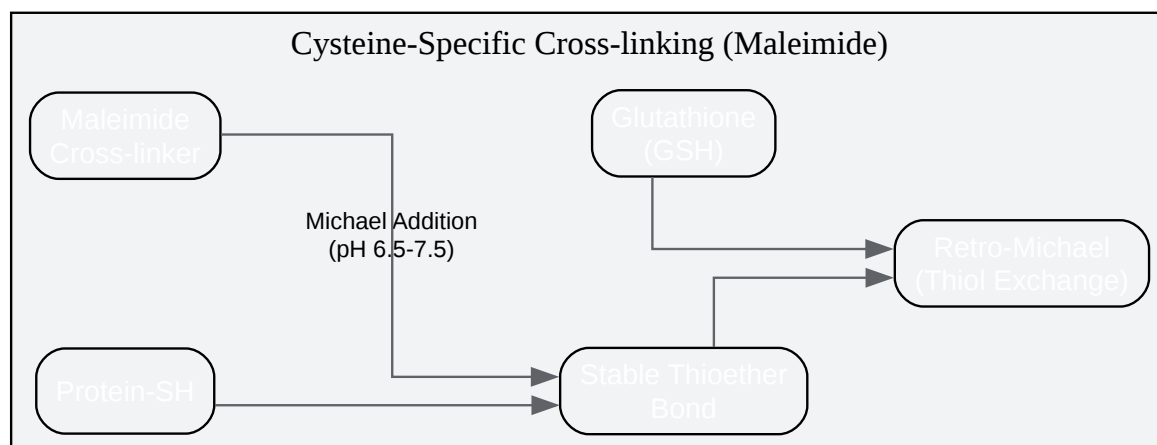 Cysteine-Specific Cross-linking (Maleimide)
Maleimide
Cross-linker
Glutathione
(GSH)
Michael Addition
(pH 6.5-7.5)
Retro-Michael
(Thiol Exchange)
Protein-SH
Stable Thioether
Bond